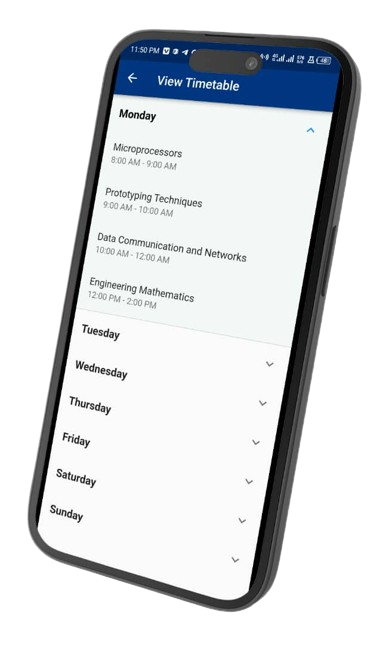 11:50 PM
View Timetable
Monday
Microprocessors
8:00 AM - 9:00 AM
Prototyping Techniques
9:00 AM - 10:00 AM
Data Communication and Networks
10:00 AM - 12:00 AM
Engineering Mathematics
12:00 PM - 2:00 PM
Tuesday
Wednesday
Thursday
Friday
Saturday
Sunday